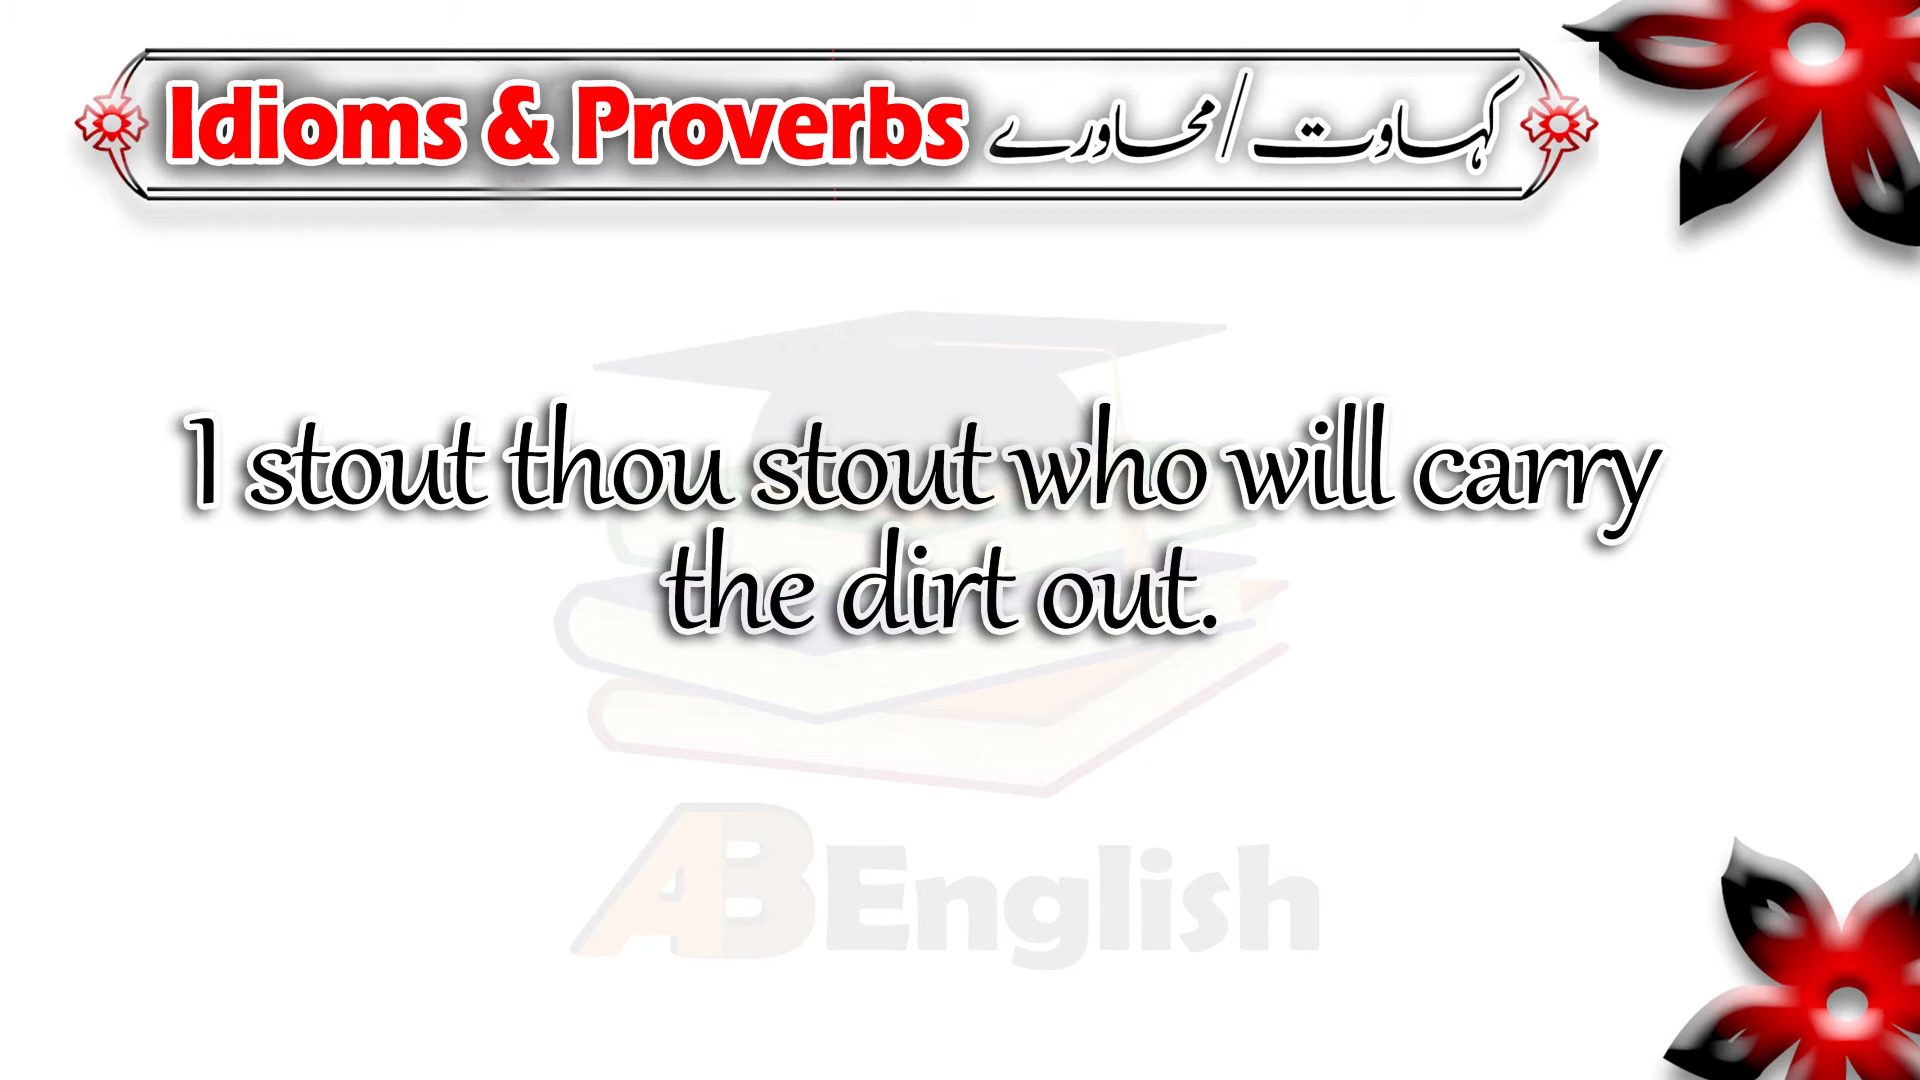 Idioms & Proverbs کہاوت/محاورے
I stout thou stout who will carry
the dirt out.
ABEnglish